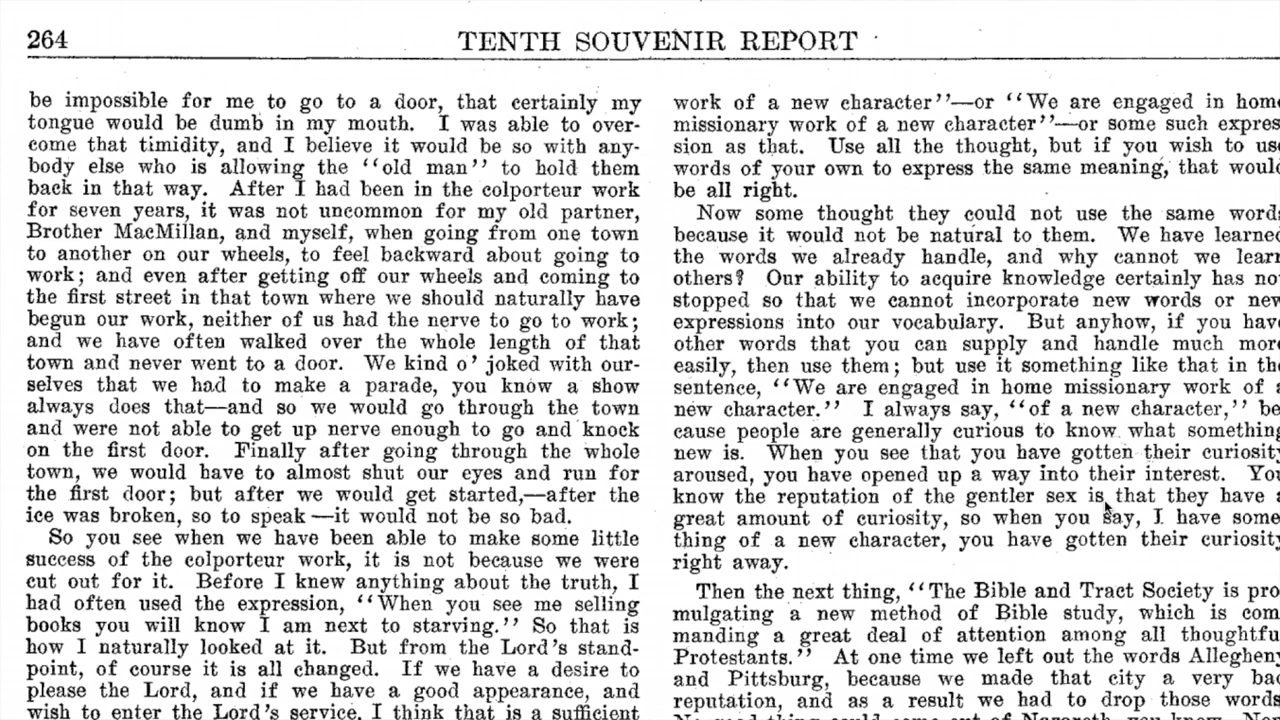 264
TENTH SOUVENIR REPORT
be impossible for me to go to a door, that certainly my
tongue would be dumb in my mouth. I was able to over-
come that timidity, and I believe it would be so with any-
body else who is allowing the "old man" to hold them
back in that way. After I had been in the colporteur work
for seven years, it was not uncommon for my old partner,
Brother MacMillan, and myself, when going from one town
to another on our wheels, to feel backward about going to
work; and even after getting off our wheels and coming to
the first street in that town where we should naturally have
begun our work, neither of us had the nerve to go to work;
and we have often walked over the whole length of that
town and never went to a door. We kind o' joked with our-
selves that we had to make a parade, you know a show
always does that—and so we would go through the town
and were not able to get up nerve enough to go and knock
on the first door. Finally after going through the whole
town, we would have to almost shut our eyes and run for
the first door; but after we would get started,—after the
ice was broken, so to speak—it would not be so bad.
So you see when we have been able to make some little
success of the colporteur work, it is not because we were
cut out for it. Before I knew anything about the truth, I
had often used the expression, "When you see me selling
books you will know I am next to starving." So that is
how I naturally looked at it. But from the Lord's stand-
point, of course it is all changed. If we have a desire to
please the Lord, and if we have a good appearance, and
wish to enter the Lord's service, I think that is a sufficient
work of a new character"—or "We are engaged in hom
missionary work of a new character"—or some such expres
sion as that. Use all the thought, but if you wish to us
words of your own to express the same meaning, that woul
be all right.
Now some thought they could not use the same word
because it would not be natural to them. We have learne
the words we already handle, and why cannot we lear
others? Our ability to acquire knowledge certainly has no
stopped so that we cannot incorporate new words or new
expressions into our vocabulary. But anyhow, if you hav
other words that you can supply and handle much mor
easily, then use them; but use it something like that in th
sentence, "We are engaged in home missionary work of
new character." I always say, "of a new character," be
cause people are generally curious to know what something
new is. When you see that you have gotten their curiosit
aroused, you have opened up a way into their interest. You
know the reputation of the gentler sex is that they have
great amount of curiosity, so when you say, I have some
thing of a new character, you have gotten their curiosit
right away.
Then the next thing, "The Bible and Tract Society is pro
mulgating a new method of Bible study, which is com
manding a great deal of attention among all thoughtfu
Protestants." At one time we left out the words Allegheny
and Pittsburg, because we made that city a very ba
reputation, and as a result we had to drop those words